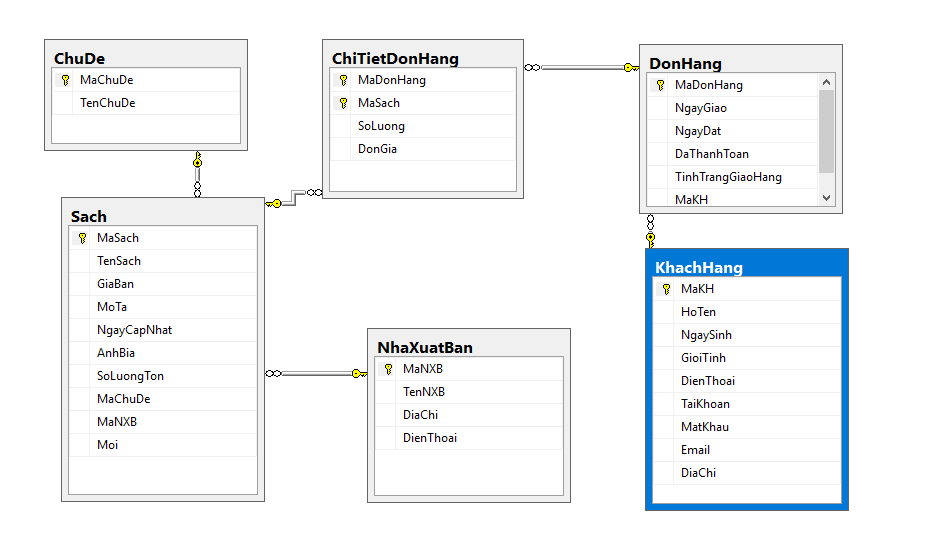 ChuDe
MaChuDe
TenChuDe
ChiTietDonHang
MaDonHang
MaSach
SoLuong
DonGia
DonHang
MaDonHang
NgayGiao
NgayDat
DaThanhToan
TinhTrangGiaoHang
MaKH
Sach
MaSach
TenSach
GiaBan
MoTa
NgayCapNhat
AnhBia
SoLuongTon
MaChuDe
MaNXB
Moi
NhaXuatBan
MaNXB
TenNXB
DiaChi
DienThoai
KhachHang
MaKH
HoTen
NgaySinh
GioiTinh
DienThoai
TaiKhoan
MatKhau
Email
DiaChi